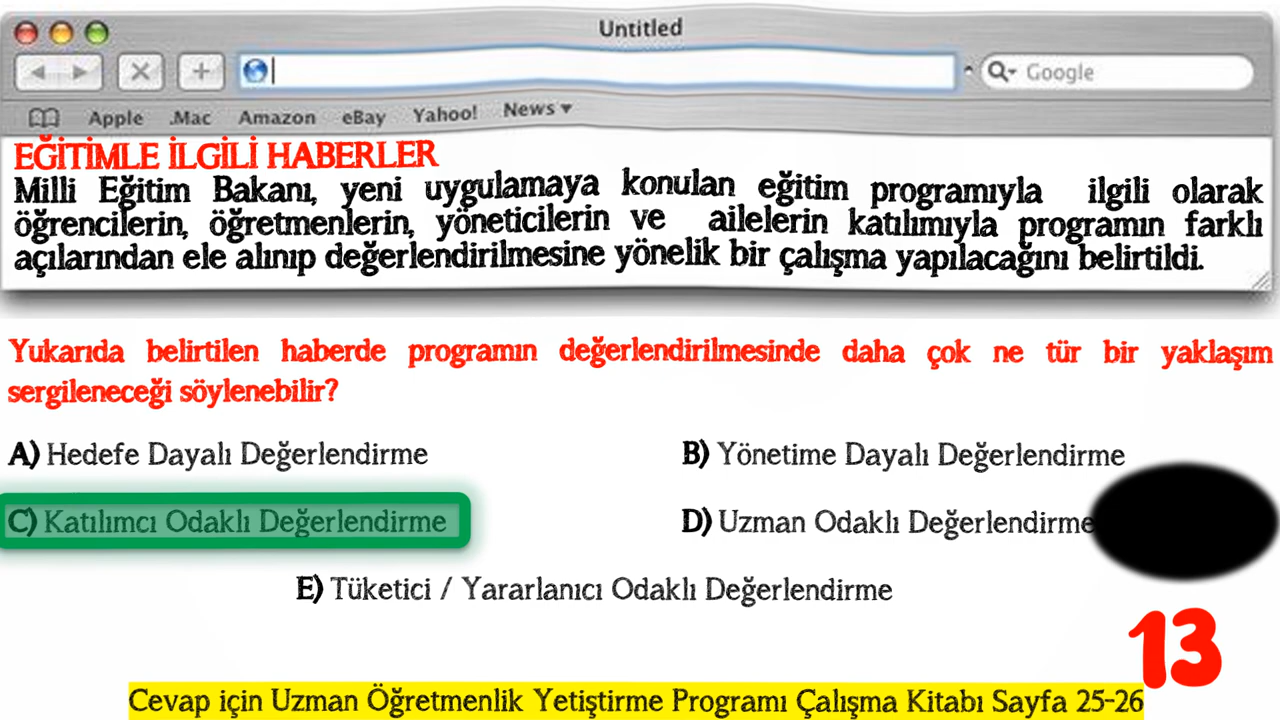 Untitled
Google
Apple .Mac Amazon eBay Yahoo! News
EĞİTİMLE İLGİLİ HABERLER
Milli Eğitim Bakanı, yeni uygulamaya konulan eğitim programıyla ilgili olarak
öğrencilerin, öğretmenlerin, yöneticilerin ve ailelerin katılımıyla programın farklı
açılarından ele alınıp değerlendirilmesine yönelik bir çalışma yapılacağını belirtildi.
Yukarıda belirtilen haberde programın değerlendirilmesinde daha çok ne tür bir yaklaşım
sergileneceği söylenebilir?
A) Hedefe Dayalı Değerlendirme
B) Yönetime Dayalı Değerlendirme
C) Katılımcı Odaklı Değerlendirme
D) Uzman Odaklı Değerlendirme
E) Tüketici / Yararlanıcı Odaklı Değerlendirme
13
Cevap için Uzman Öğretmenlik Yetiştirme Programı Çalışma Kitabı Sayfa 25-26